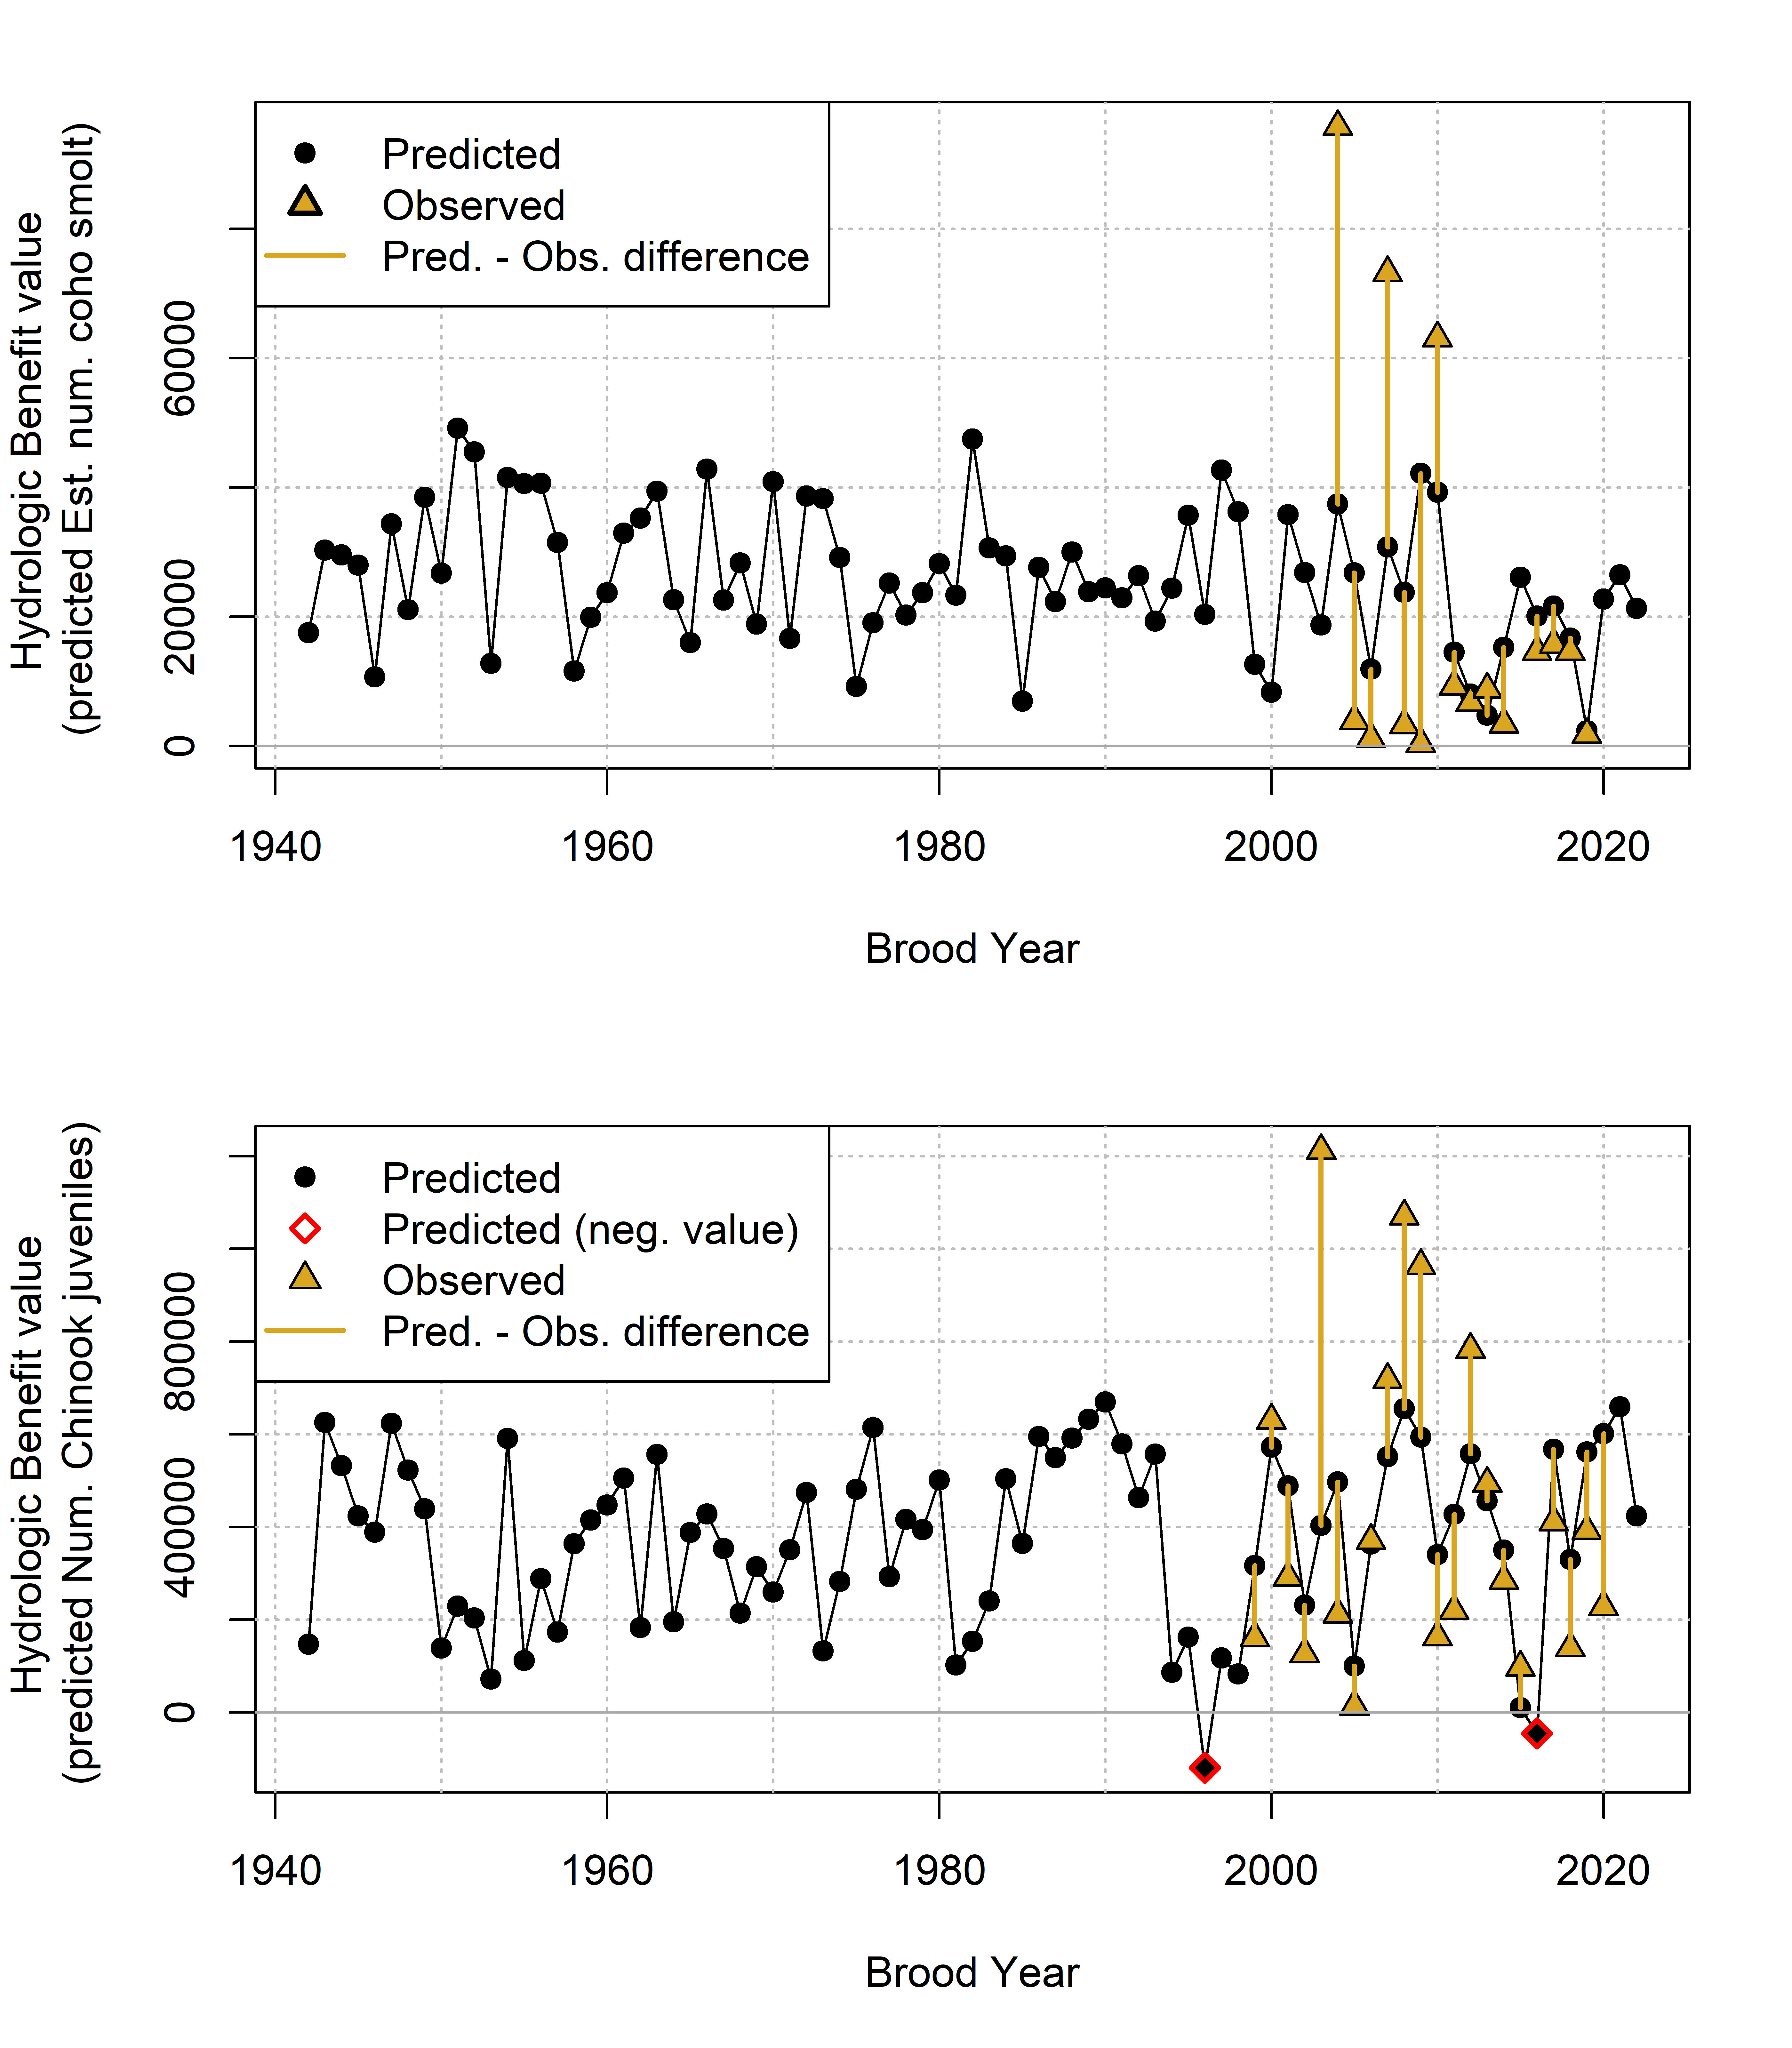 Hydrologic Benefit value
(predicted Est. num. coho smolt)
Predicted
Observed
Pred. - Obs. difference
60000
20000
0
1940 1960 1980 2000 2020
Brood Year
Hydrologic Benefit value
(predicted Num. Chinook juveniles)
Predicted
Predicted (neg. value)
Observed
Pred. - Obs. difference
800000
400000
0
1940 1960 1980 2000 2020
Brood Year